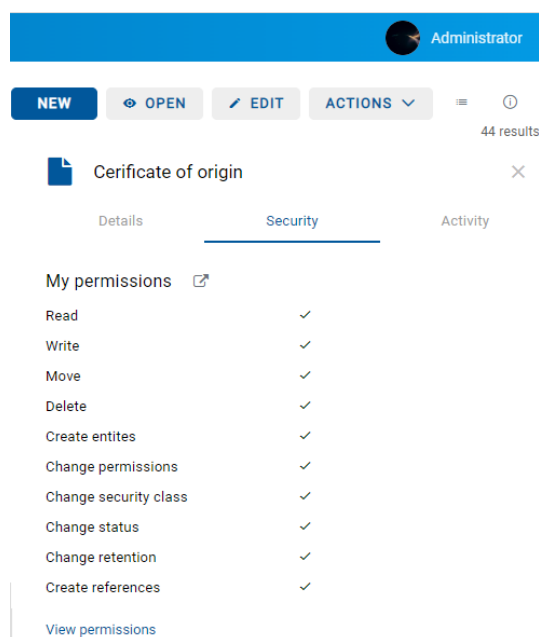 Administrator
NEW
OPEN
EDIT
ACTIONS
44 results
Cerificate of origin
Details Security Activity
My permissions
Read
Write
Move
Delete
Create entites
Change permissions
Change security class
Change status
Change retention
Create references
View permissions